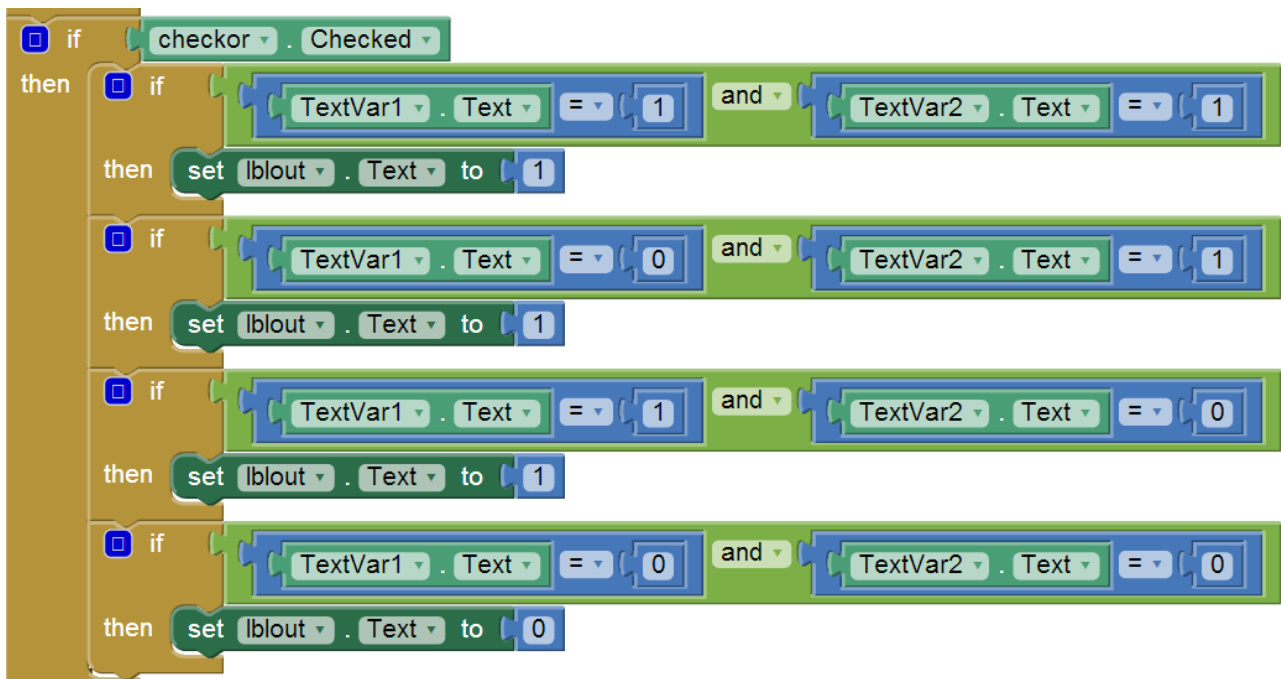 if checkor . Checked
then if TextVar1 . Text = 1 and TextVar2 . Text = 1
then set lblout . Text to 1
if TextVar1 . Text = 0 and TextVar2 . Text = 1
then set lblout . Text to 1
if TextVar1 . Text = 1 and TextVar2 . Text = 0
then set lblout . Text to 1
if TextVar1 . Text = 0 and TextVar2 . Text = 0
then set lblout . Text to 0